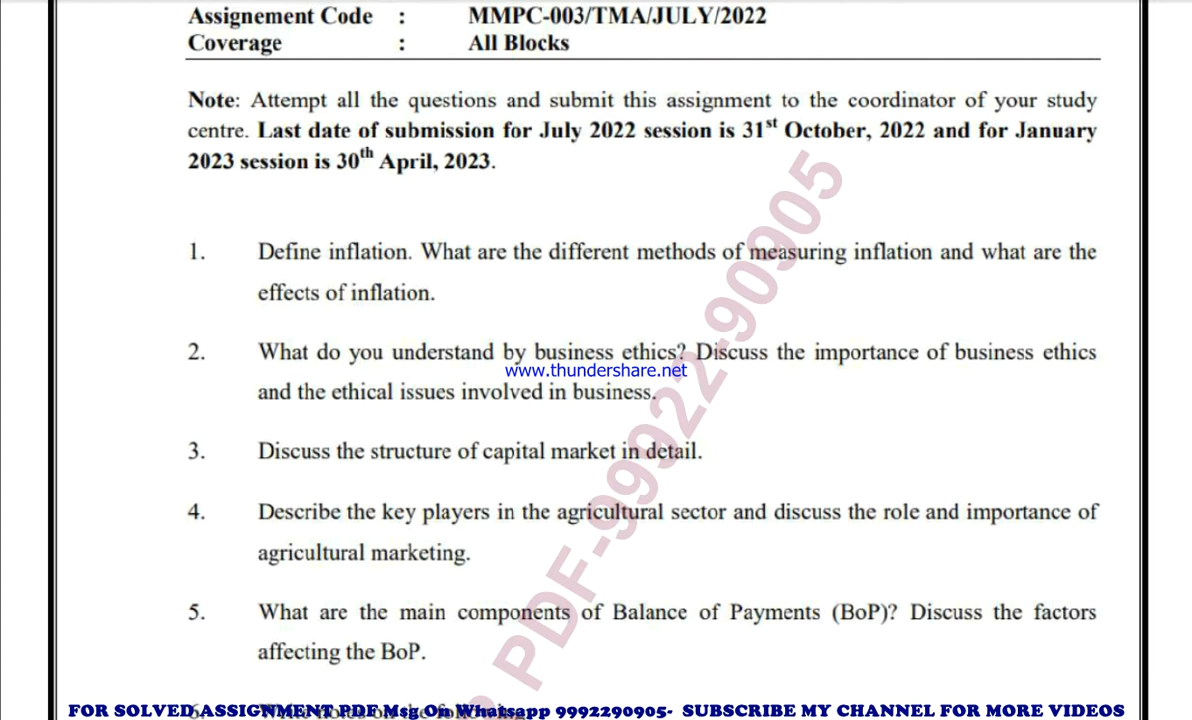 Assignement Code : MMPC-003/TMA/JULY/2022
Coverage : All Blocks
Note: Attempt all the questions and submit this assignment to the coordinator of your study
centre. Last date of submission for July 2022 session is 31st October, 2022 and for January
2023 session is 30th April, 2023.
1. Define inflation. What are the different methods of measuring inflation and what are the
effects of inflation.
2. What do you understand by business ethics? Discuss the importance of business ethics
www.thundershare.net
and the ethical issues involved in business.
3. Discuss the structure of capital market in detail.
4. Describe the key players in the agricultural sector and discuss the role and importance of
agricultural marketing.
5. What are the main components of Balance of Payments (BoP)? Discuss the factors
affecting the BoP.
PDF-99922-90905
FOR SOLVED ASSIGNMENT PDF Msg On Whatsapp 9992290905- SUBSCRIBE MY CHANNEL FOR MORE VIDEOS